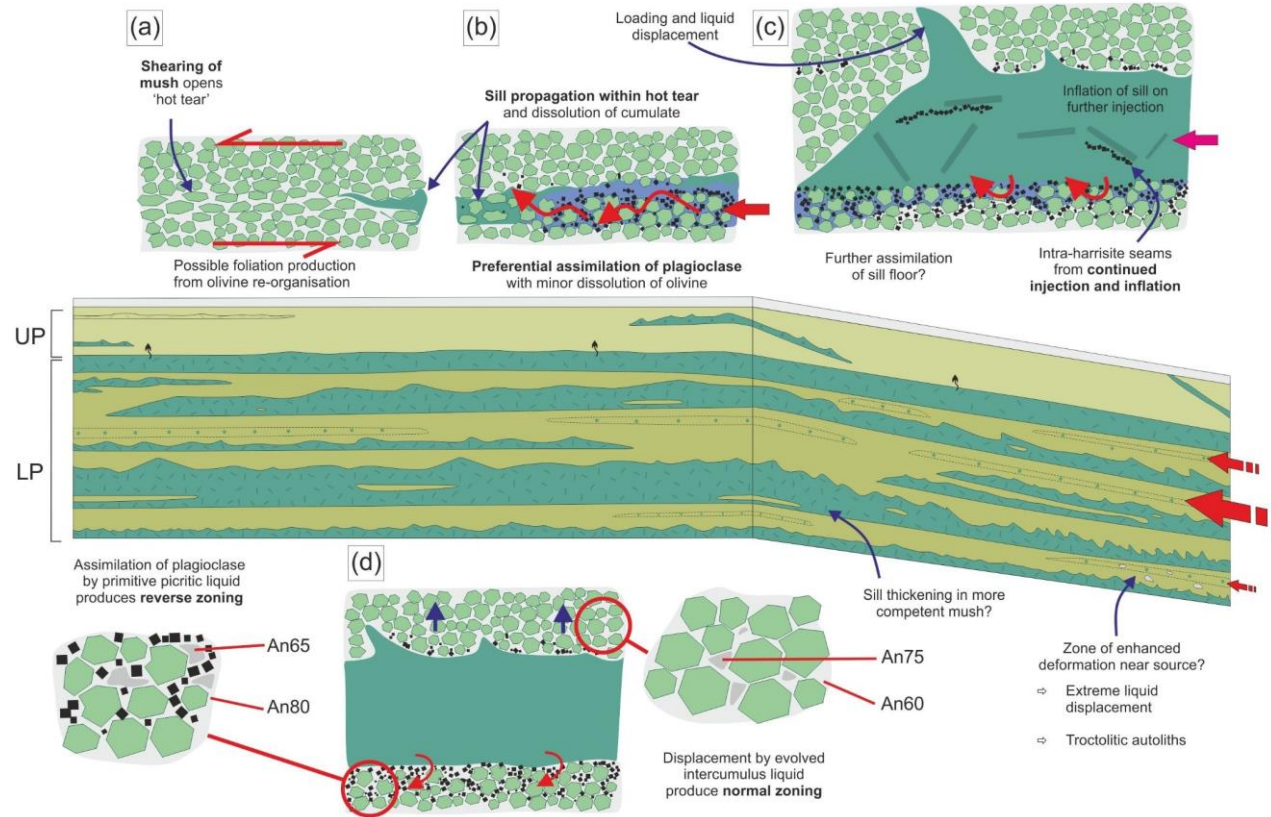 (a)
Shearing of
mush opens
'hot tear'
Possible foliation production
from olivine re-organisation
(b)
Sill propagation within hot tear
and dissolution of cumulate
Preferential assimilation of plagioclase
with minor dissolution of olivine
Loading and liquid
displacement
(c)
Inflation of sill on
further injection
Further assimilation
of sill floor?
Intra-harrisite seams
from continued
injection and inflation
UP
LP
Assimilation of plagioclase
by primitive picritic liquid
produces reverse zoning
An65
An80
(d)
An75
An60
Displacement by evolved
intercumulus liquid
produce normal zoning
Sill thickening in more
competent mush?
Zone of enhanced
deformation near source?
⇨ Extreme liquid
displacement
⇨ Troctolitic autoliths